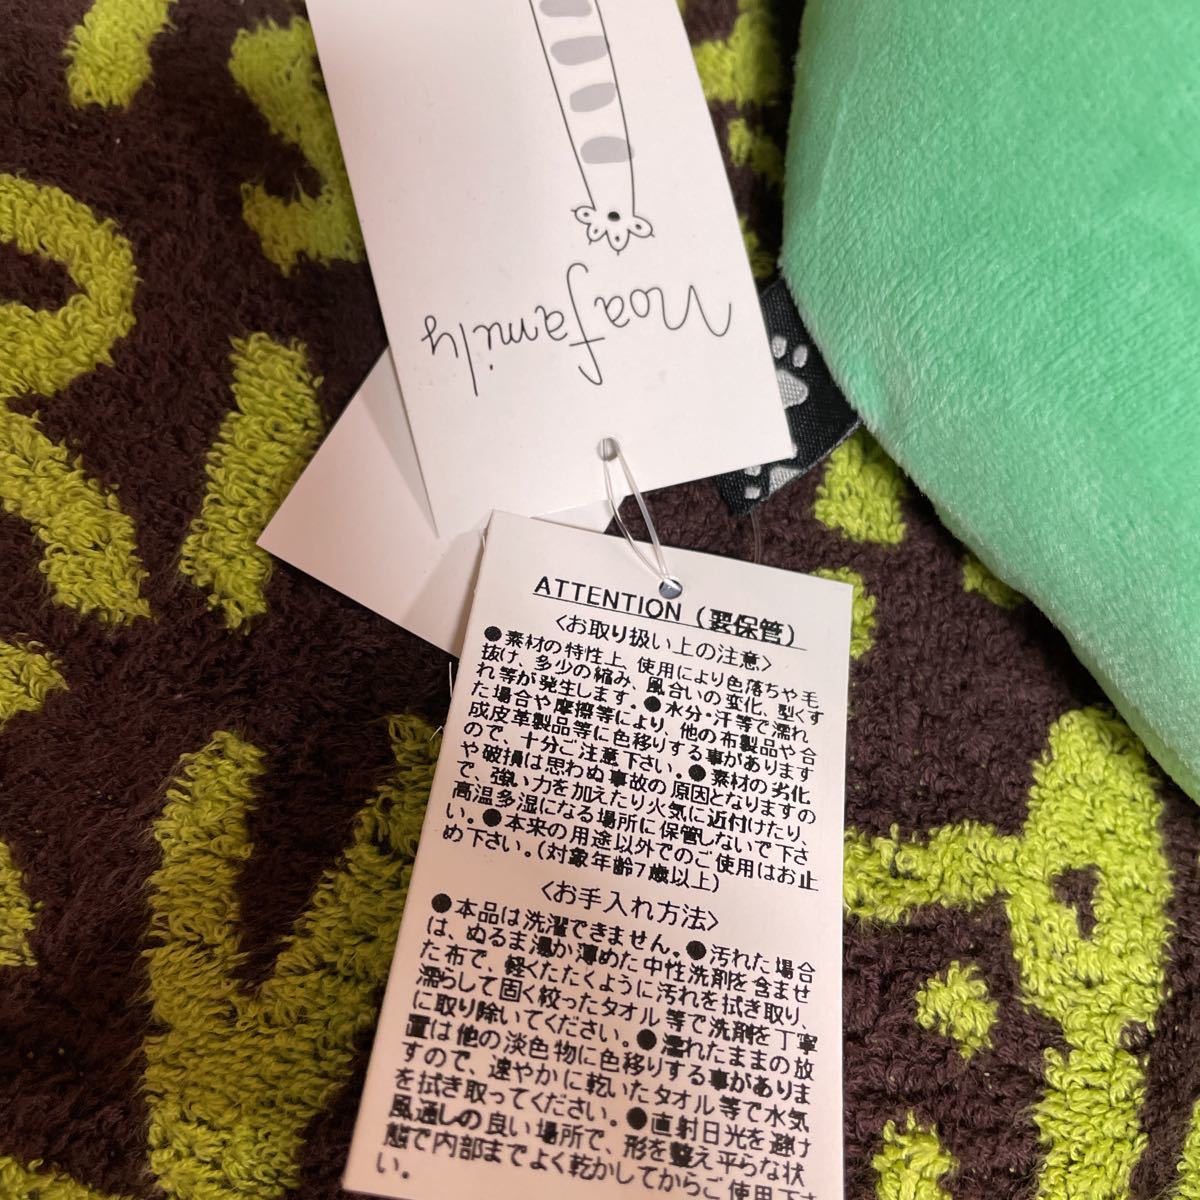 Moa family
ATTENTION（要保管）
〈お取り扱い上の注意〉
●素材の特性上、使用により色落ちや毛
抜け、多少の縮み、風合いの変化、型くず
れ等が発生します。●水分・汗等で濡れ
た場合や摩擦等により、他の布製品や合
成皮革製品等に色移りする事があります
ので、十分ご注意下さい。●素材の劣化
や破損は思わぬ事故の原因となりますの
で、強い力を加えたり火気に近付けたり、
高温多湿になる場所に保管しないで下さ
い。●本来の用途以外でのご使用はお止
め下さい。(対象年齢7歳以上)
〈お手入れ方法〉
●本品は洗濯できません。●汚れた場合
は、ぬるま湯か薄めた中性洗剤を含ませ
た布で、軽くたたくように汚れを拭き取り、
濡らして固く絞ったタオル等で洗剤を丁寧
に取り除いてください。●濡れたままの放
置は他の淡色物に色移りする事がありま
すので、速やかに乾いたタオル等で水気
を拭き取ってください。●直射日光を避け
風通しの良い場所で、形を整え平らな状
態で内部までよく乾かしてからご使用下さ
い。